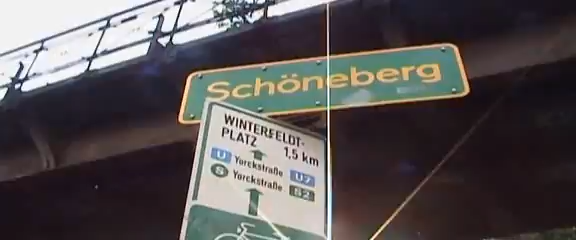 Schöneberg
WINTERFELDT-
PLATZ 1,5 km
U Yorckstraße U7
S Yorckstraße S2